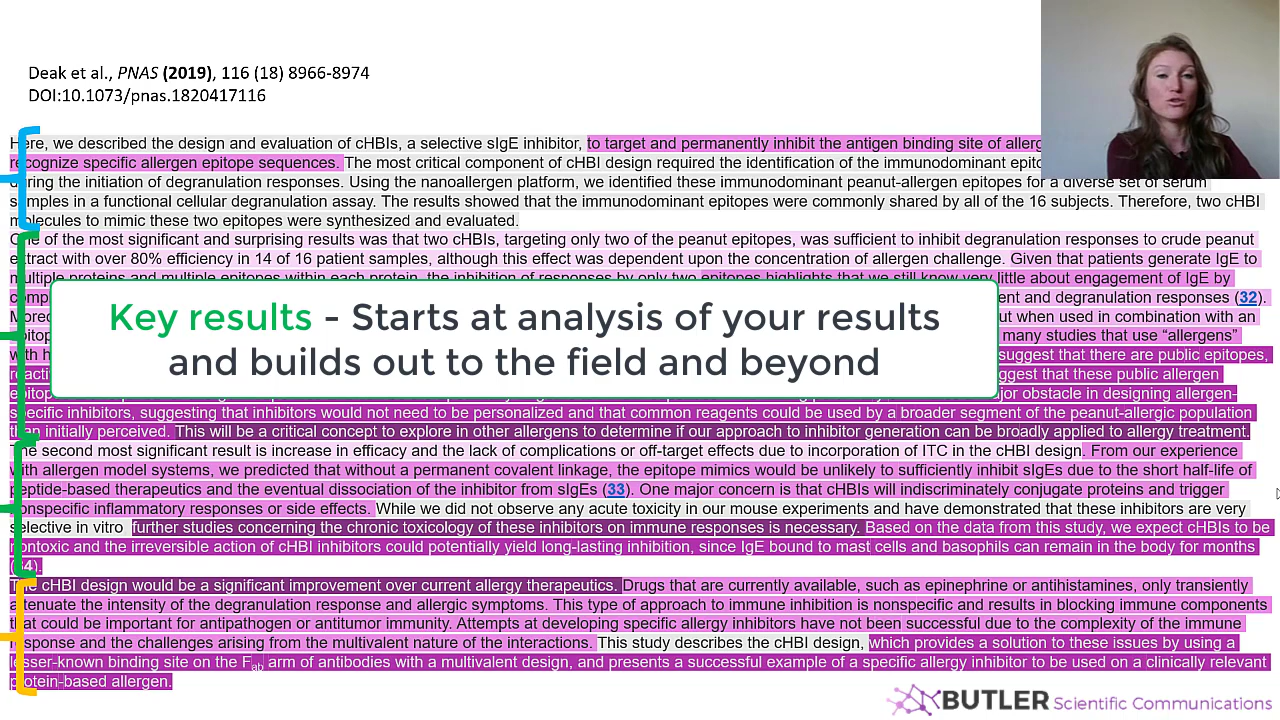 Deak et al., PNAS (2019), 116 (18) 8966-8974
DOI:10.1073/pnas.1820417116
Here, we described the design and evaluation of cHBIs, a selective sIgE inhibitor, to target and permanently inhibit the antigen binding site of
recognize specific allergen epitope sequences. The most critical component of cHBI design required the identification of the immunodominant
during the initiation of degranulation responses. Using the nanoallergen platform, we identified these immunodominant peanut-allergen epitopes for a diverse set of serum
samples in a functional cellular degranulation assay. The results showed that the immunodominant epitopes were commonly shared by all of the 16 subjects. Therefore, two cHBI
molecules to mimic these two epitopes were synthesized and evaluated.
One of the most significant and surprising results was that two cHBIs, targeting only two of the peanut epitopes, was sufficient to inhibit degranulation responses to crude peanut
extract with over 80% efficiency in 14 of 16 patient samples, although this effect was dependent upon the concentration of allergen challenge. Given that patients generate IgE to
multiple proteins and multiple epitopes within each protein, the inhibition of responses by only two epitopes highlights that we still know very little about engagement of IgE by
and degranulation responses (32).
when used in combination with an
many studies that use “allergens”
Key results - Starts at analysis of your results
and builds out to the field and beyond
with suggest that there are public epitopes,
that these public allergen
obstacle in designing allergen-
specific inhibitors, suggesting that inhibitors would not need to be personalized and that common reagents could be used by a broader segment of the peanut-allergic population
than initially perceived. This will be a critical concept to explore in other allergens to determine if our approach to inhibitor generation can be broadly applied to allergy treatment.
The second most significant result is increase in efficacy and the lack of complications or off-target effects due to incorporation of ITC in the cHBI design. From our experience
with allergen model systems, we predicted that without a permanent covalent linkage, the epitope mimics would be unlikely to sufficiently inhibit sIgEs due to the short half-life of
peptide-based therapeutics and the eventual dissociation of the inhibitor from sIgEs (33). One major concern is that cHBIs will indiscriminately conjugate proteins and trigger
nonspecific inflammatory responses or side effects. While we did not observe any acute toxicity in our mouse experiments and have demonstrated that these inhibitors are very
selective in vitro further studies concerning the chronic toxicology of these inhibitors on immune responses is necessary. Based on the data from this study, we expect cHBIs to be
nontoxic and the irreversible action of cHBI inhibitors could potentially yield long-lasting inhibition, since IgE bound to mast cells and basophils can remain in the body for months
(34).
The cHBI design would be a significant improvement over current allergy therapeutics. Drugs that are currently available, such as epinephrine or antihistamines, only transiently
attenuate the intensity of the degranulation response and allergic symptoms. This type of approach to immune inhibition is nonspecific and results in blocking immune components
that could be important for antipathogen or antitumor immunity. Attempts at developing specific allergy inhibitors have not been successful due to the complexity of the immune
response and the challenges arising from the multivalent nature of the interactions. This study describes the cHBI design, which provides a solution to these issues by using a
lesser-known binding site on the Fab arm of antibodies with a multivalent design, and presents a successful example of a specific allergy inhibitor to be used on a clinically relevant
protein-based allergen.
BUTLER Scientific Communications